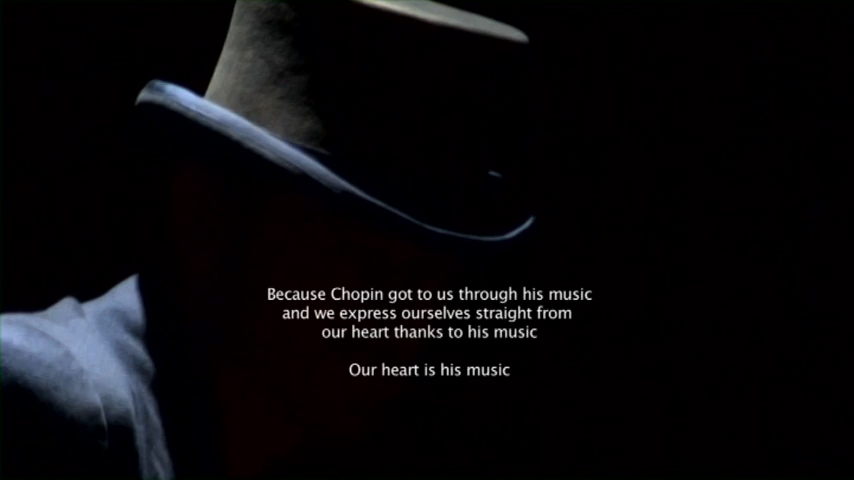 Because Chopin got to us through his music
and we express ourselves straight from
our heart thanks to his music
Our heart is his music